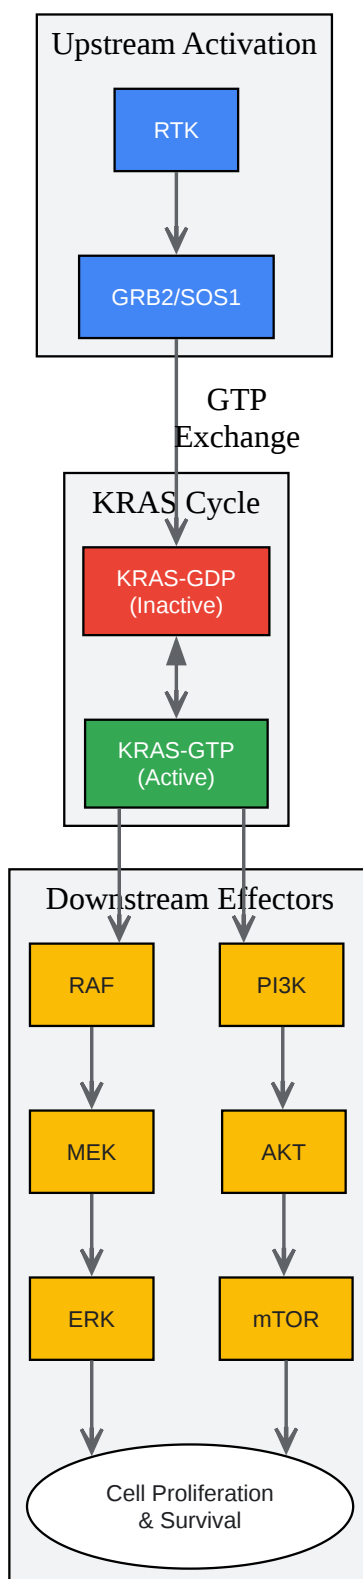 Upstream Activation
RTK
GRB2/SOS1
GTP
Exchange
KRAS Cycle
KRAS-GDP
(Inactive)
KRAS-GTP
(Active)
Downstream Effectors
RAF
PI3K
MEK
AKT
ERK
mTOR
Cell Proliferation
& Survival